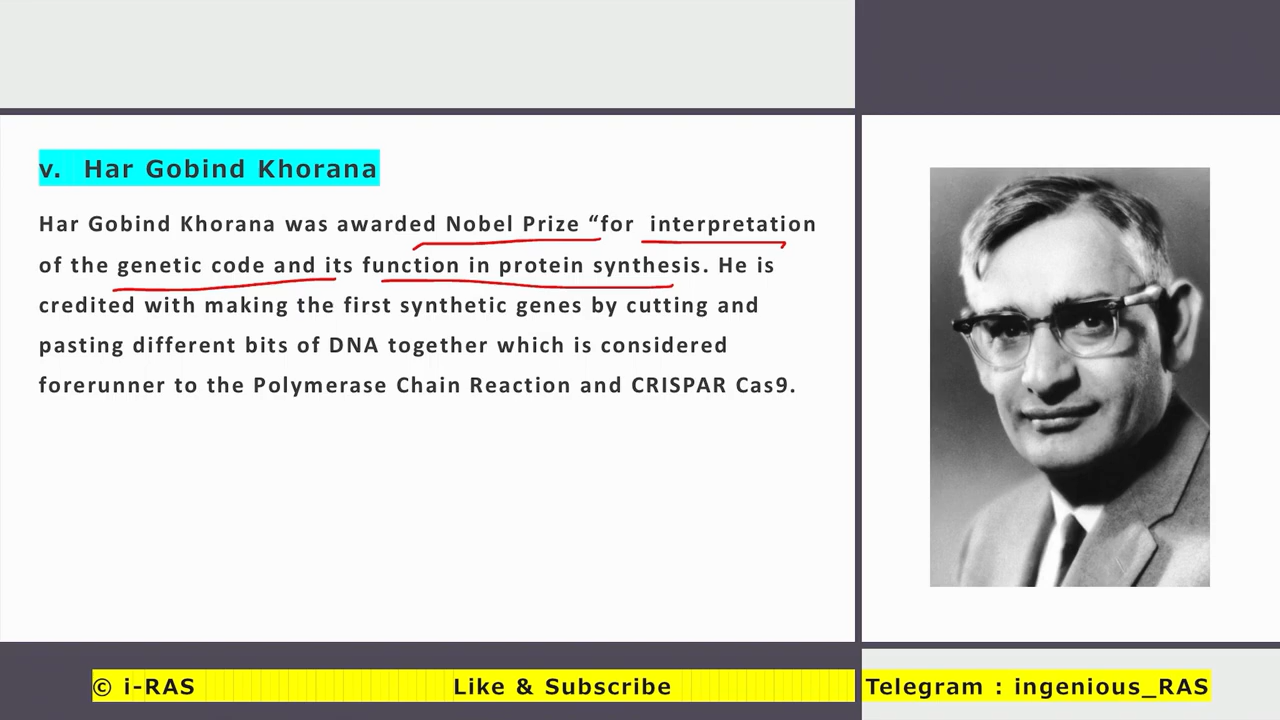 v. Har Gobind Khorana
Har Gobind Khorana was awarded Nobel Prize “for interpretation
of the genetic code and its function in protein synthesis. He is
credited with making the first synthetic genes by cutting and
pasting different bits of DNA together which is considered
forerunner to the Polymerase Chain Reaction and CRISPAR Cas9.
© i-RAS Like & Subscribe Telegram : ingenious_RAS